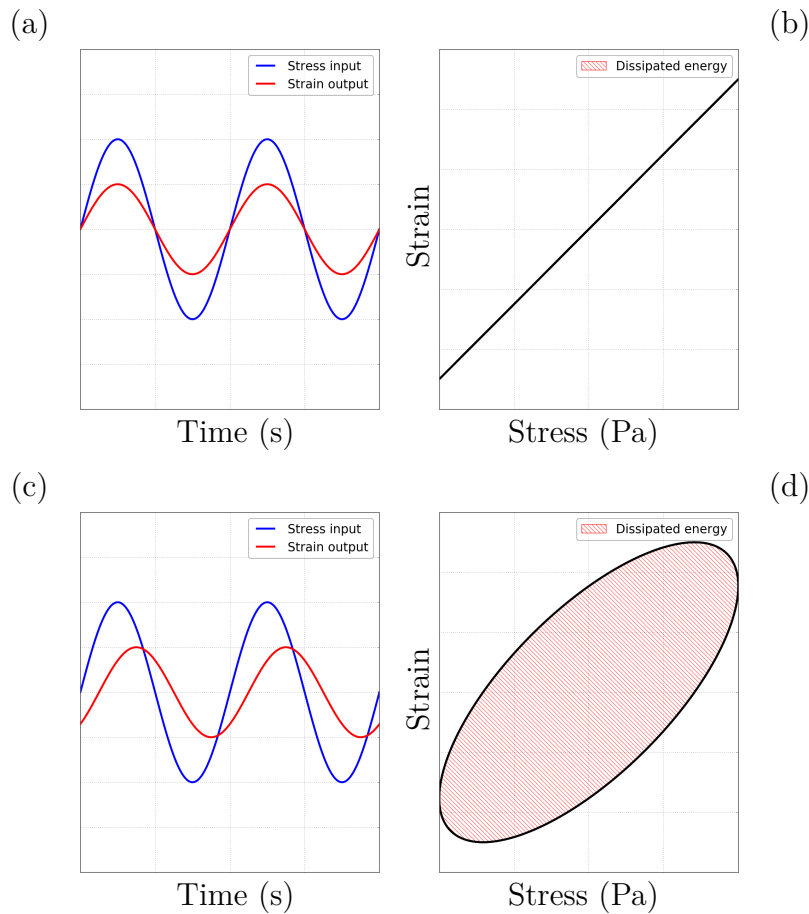 (a)
(b)
Stress input
Strain output
Dissipated energy
Strain
Time (s)
Stress (Pa)
(c)
(d)
Stress input
Strain output
Dissipated energy
Strain
Time (s)
Stress (Pa)